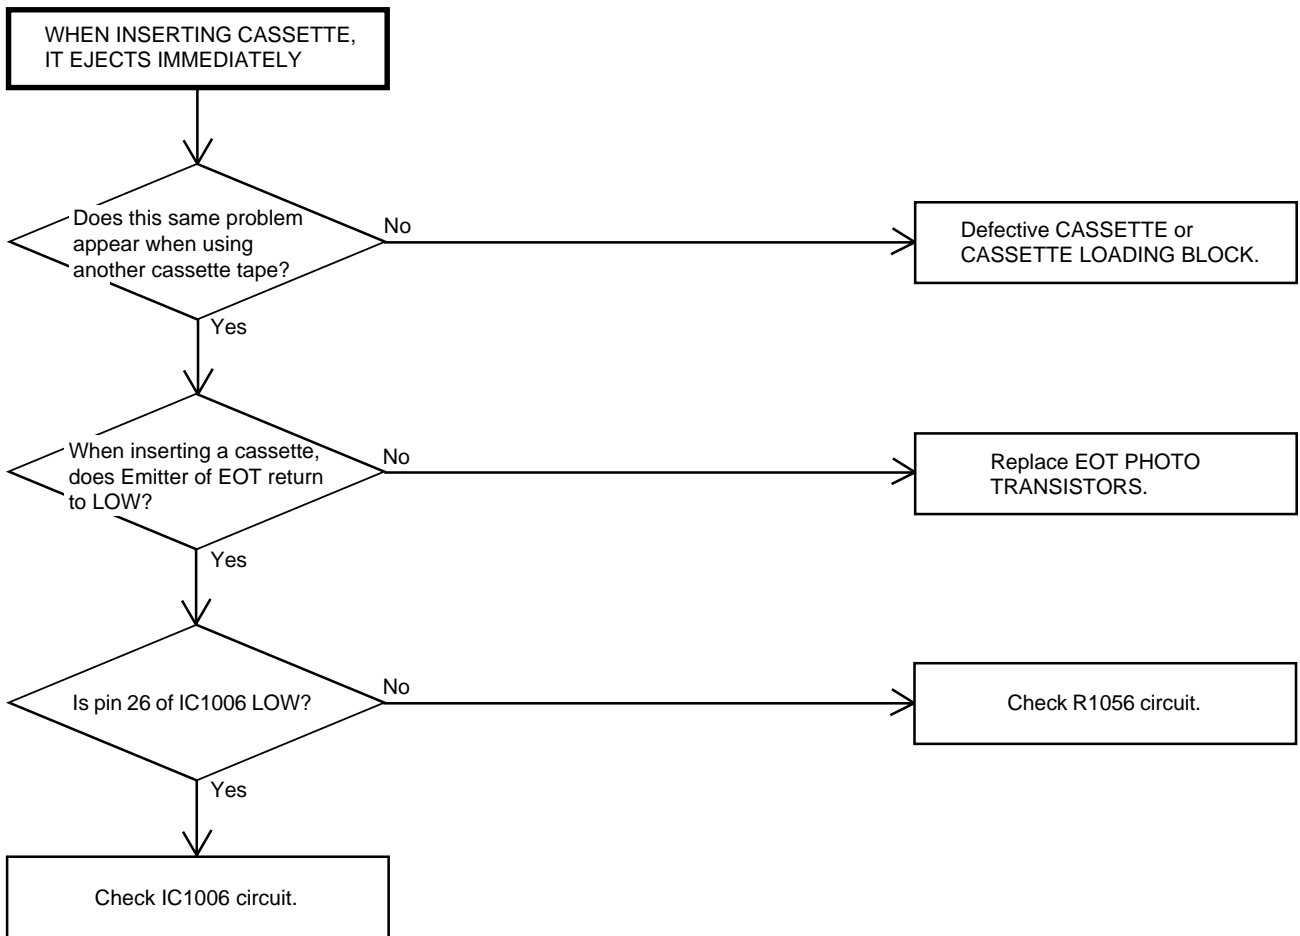 WHEN INSERTING CASSETTE,
IT EJECTS IMMEDIATELY
Does this same problem
appear when using
another cassette tape?
No
Defective CASSETTE or
CASSETTE LOADING BLOCK.
Yes
When inserting a cassette,
does Emitter of EOT return
to LOW?
No
Replace EOT PHOTO
TRANSISTORS.
Yes
Is pin 26 of IC1006 LOW?
No
Check R1056 circuit.
Yes
Check IC1006 circuit.